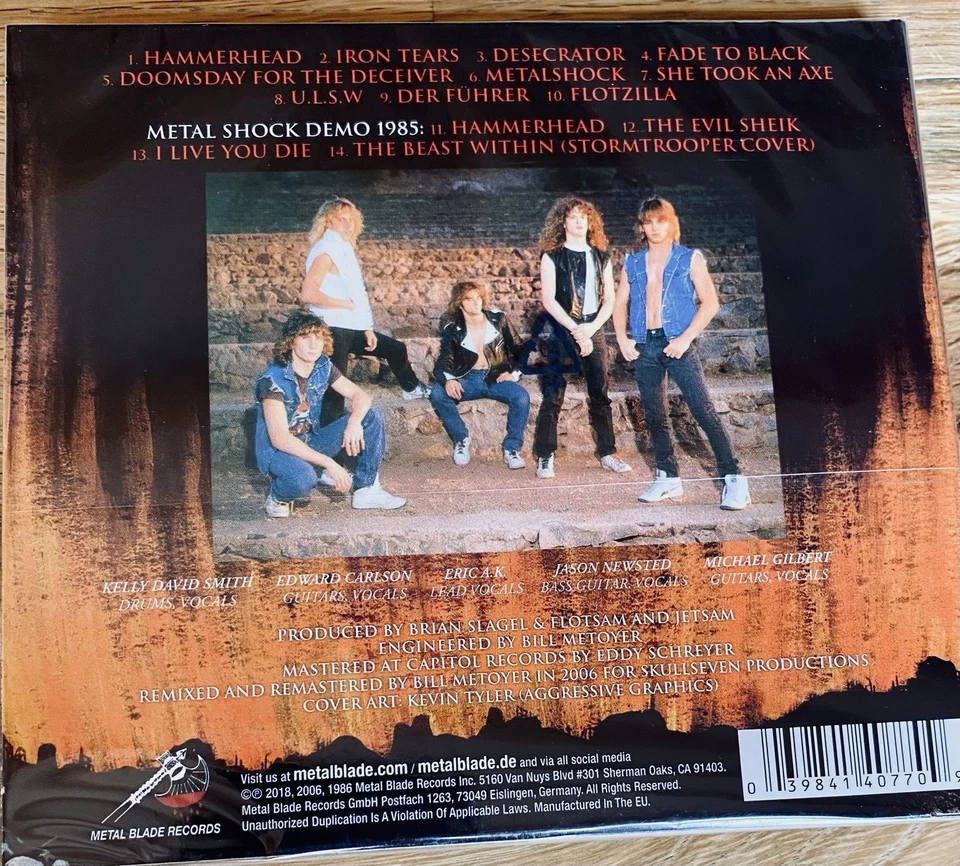 1. HAMMERHEAD 2. IRON TEARS 3. DESECRATOR 4. FADE TO BLACK
5. DOOMSDAY FOR THE DECEIVER 6. METALSHOCK 7. SHE TOOK AN AXE
8. U.L.S.W 9. DER FÜHRER 10. FLOTZILLA
METAL SHOCK DEMO 1985: 11. HAMMERHEAD 12. THE EVIL SHEIK
13. I LIVE YOU DIE 14. THE BEAST WITHIN (STORMTROOPER COVER)
KELLY DAVID SMITH EDWARD CARLSON ERIC A.K. JASON NEWSTED MICHAEL GILBERT
DRUMS, VOCALS GUITARS, VOCALS LEAD VOCALS BASS GUITAR, VOCALS GUITARS, VOCALS
PRODUCED BY BRIAN SLAGEL & FLOTSAM AND JETSAM
ENGINEERED BY BILL METOYER
MASTERED AT CAPITOL RECORDS BY EDDY SCHREYER
REMIXED AND REMASTERED BY BILL METOYER IN 2006 FOR SKULLSEVEN PRODUCTIONS
COVER ART: KEVIN TYLER (AGGRESSIVE GRAPHICS)
METAL BLADE RECORDS
Visit us at metalblade.com / metalblade.de and via all social media
©℗ 2018, 2006, 1986 Metal Blade Records Inc. 5160 Van Nuys Blvd #301 Sherman Oaks, CA 91403.
Metal Blade Records GmbH Postfach 1263, 73049 Eislingen, Germany. All Rights Reserved.
Unauthorized Duplication Is A Violation Of Applicable Laws. Manufactured In The EU.
0 39841 40770 9